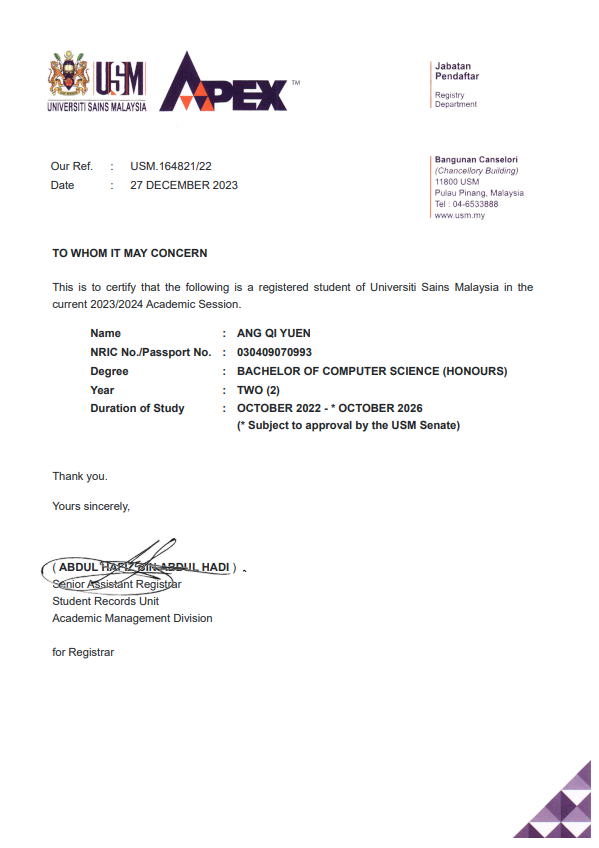 USM
UNIVERSITI SAINS MALAYSIA
APEX™
Jabatan
Pendaftar
Registry
Department
Our Ref. : USM.164821/22
Date : 27 DECEMBER 2023
Bangunan Canselori
(Chancellory Building)
11800 USM
Pulau Pinang, Malaysia
Tel : 04-6533888
www.usm.my
TO WHOM IT MAY CONCERN
This is to certify that the following is a registered student of Universiti Sains Malaysia in the
current 2023/2024 Academic Session.
Name : ANG QI YUEN
NRIC No./Passport No. : 030409070993
Degree : BACHELOR OF COMPUTER SCIENCE (HONOURS)
Year : TWO (2)
Duration of Study : OCTOBER 2022 - * OCTOBER 2026
(* Subject to approval by the USM Senate)
Thank you.
Yours sincerely,
( ABDUL HAFIZ BIN ABDUL HADI )
Senior Assistant Registrar
Student Records Unit
Academic Management Division
for Registrar